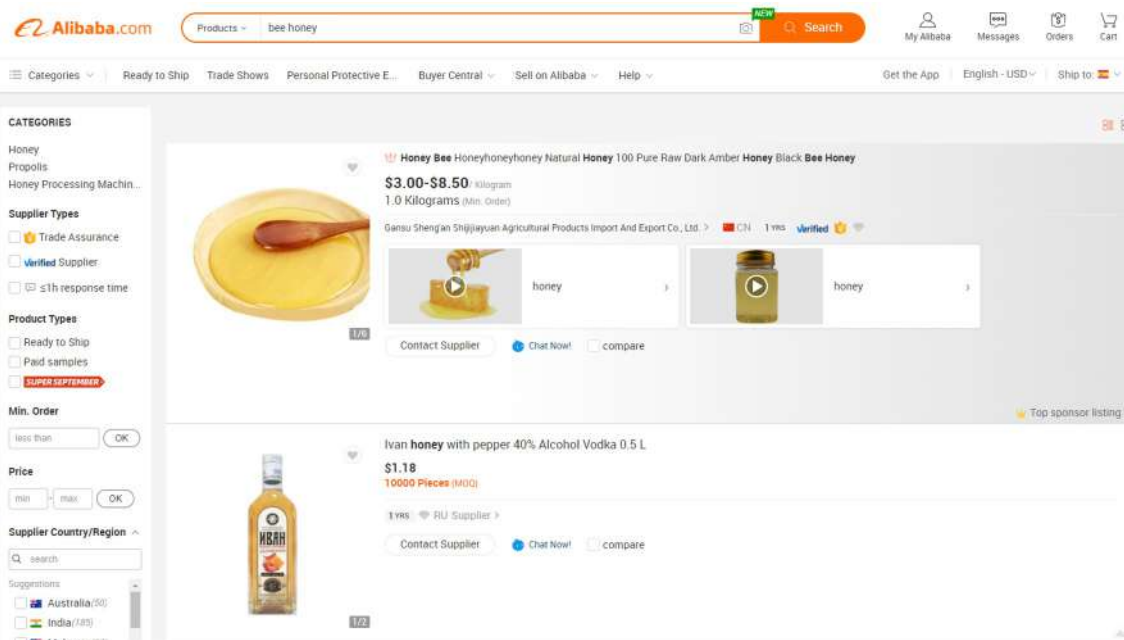 Alibaba.com
Products
bee honey
NEW
Search
My Alibaba
Messages
Orders
Cart
Categories
Ready to Ship
Trade Shows
Personal Protective E...
Buyer Central
Sell on Alibaba
Help
Get the App
English - USD
Ship to:
CATEGORIES
Honey
Propolis
Honey Processing Machin...
Supplier Types
Trade Assurance
Verified Supplier
≤1h response time
Product Types
Ready to Ship
Paid samples
SUPER SEPTEMBER
Min. Order
less than
OK
Price
min - max
OK
Supplier Country/Region
search
Suggestions
Australia(50)
India(185)
Honey Bee Honeyhoneyhoney Natural Honey 100 Pure Raw Dark Amber Honey Black Bee Honey
$3.00-$8.50/ Kilogram
1.0 Kilograms (Min. Order)
Gansu Sheng'an Shijijiayuan Agricultural Products Import And Export Co., Ltd. >
CN
1 YRS
Verified
honey
honey
1/6
Contact Supplier
Chat Now!
compare
Top sponsor listing
Ivan honey with pepper 40% Alcohol Vodka 0.5 L
$1.18
10000 Pieces (MOQ)
1 YRS
RU Supplier >
Contact Supplier
Chat Now!
compare
ИВАН
1/2